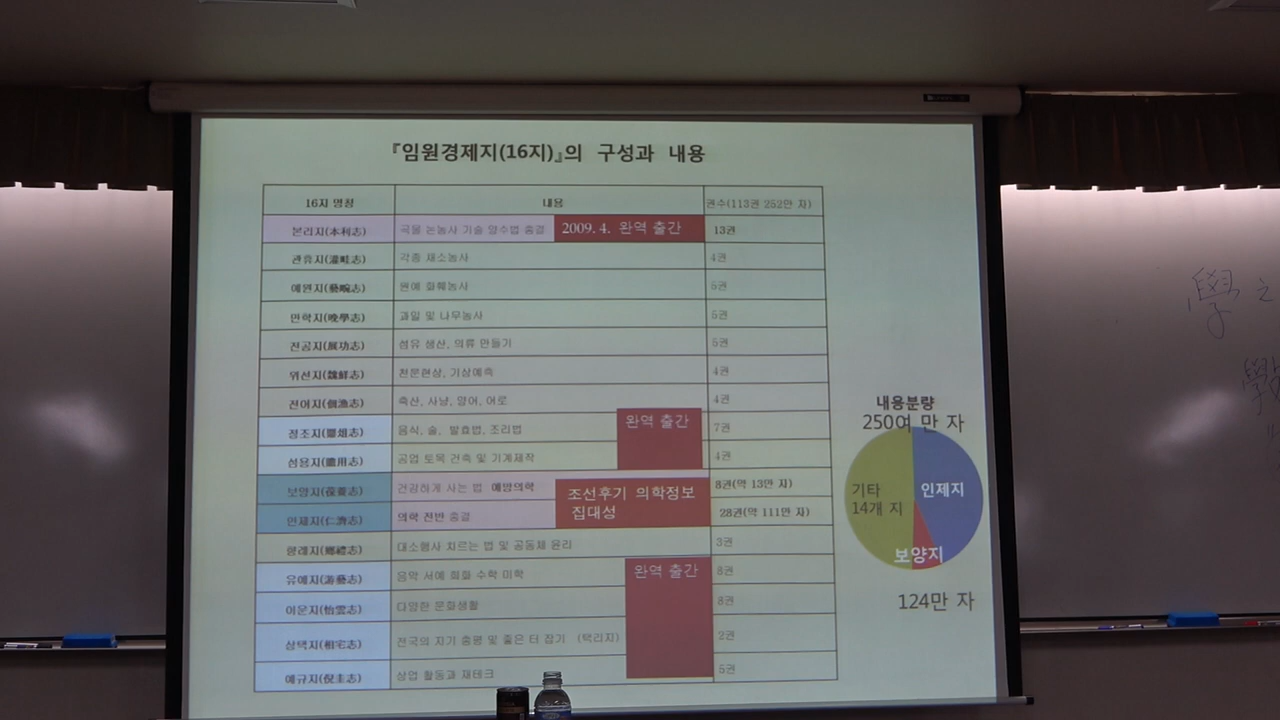 『임원경제지(16지)』의 구성과 내용
16지 명칭 내용 권수(113권 252만 자)
본리지(本利志) 곡물 논농사 기술 양수법 총결 2009. 4. 완역 출간 13권
관휴지(灌畦志) 각종 채소농사 4권
예원지(藝畹志) 원예 화훼농사 5권
만학지(晚學志) 과일 및 나무농사 5권
전공지(展功志) 섬유 생산, 의류 만들기 5권
위선지(魏鮮志) 천문현상, 기상예측 4권
전어지(佃漁志) 축산, 사냥, 양어, 어로 4권
정조지(鼎俎志) 음식, 술, 발효법, 조리법 완역 출간 7권
섬용지(贍用志) 공업 토목 건축 및 기계제작 4권
보양지(葆養志) 건강하게 사는 법 예방의학 8권(약 13만 자)
조선후기 의학정보 집대성
인제지(仁濟志) 의학 전반 총결 28권(약 111만 자)
향례지(鄕禮志) 대소행사 치르는 법 및 공동체 윤리 3권
유예지(游藝志) 음악 서예 회화 수학 미학 완역 출간 8권
이운지(怡雲志) 다양한 문화생활 8권
상택지(相宅志) 전국의 자기 총평 및 좋은 터 잡기 (택리지) 2권
예규지(倪圭志) 상업 활동과 재테크 5권
내용분량
250여 만 자
기타
14개 지
인제지
보양지
124만 자
學
學